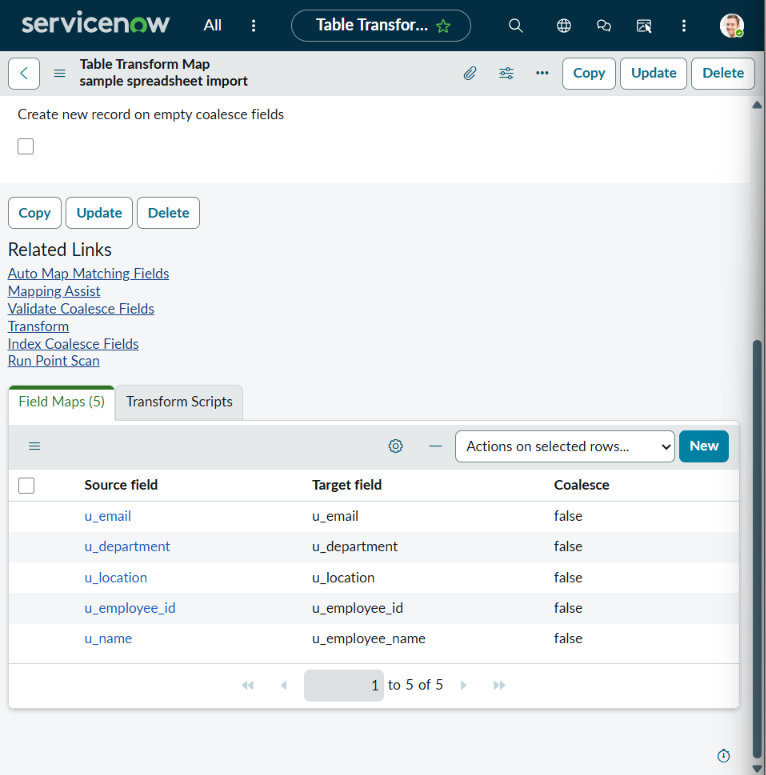 servicenow All Table Transfor...
Table Transform Map
sample spreadsheet import
Copy Update Delete
Create new record on empty coalesce fields
Copy Update Delete
Related Links
Auto Map Matching Fields
Mapping Assist
Validate Coalesce Fields
Transform
Index Coalesce Fields
Run Point Scan
Field Maps (5) Transform Scripts
Actions on selected rows... New
Source field Target field Coalesce
u_email u_email false
u_department u_department false
u_location u_location false
u_employee_id u_employee_id false
u_name u_employee_name false
1 to 5 of 5